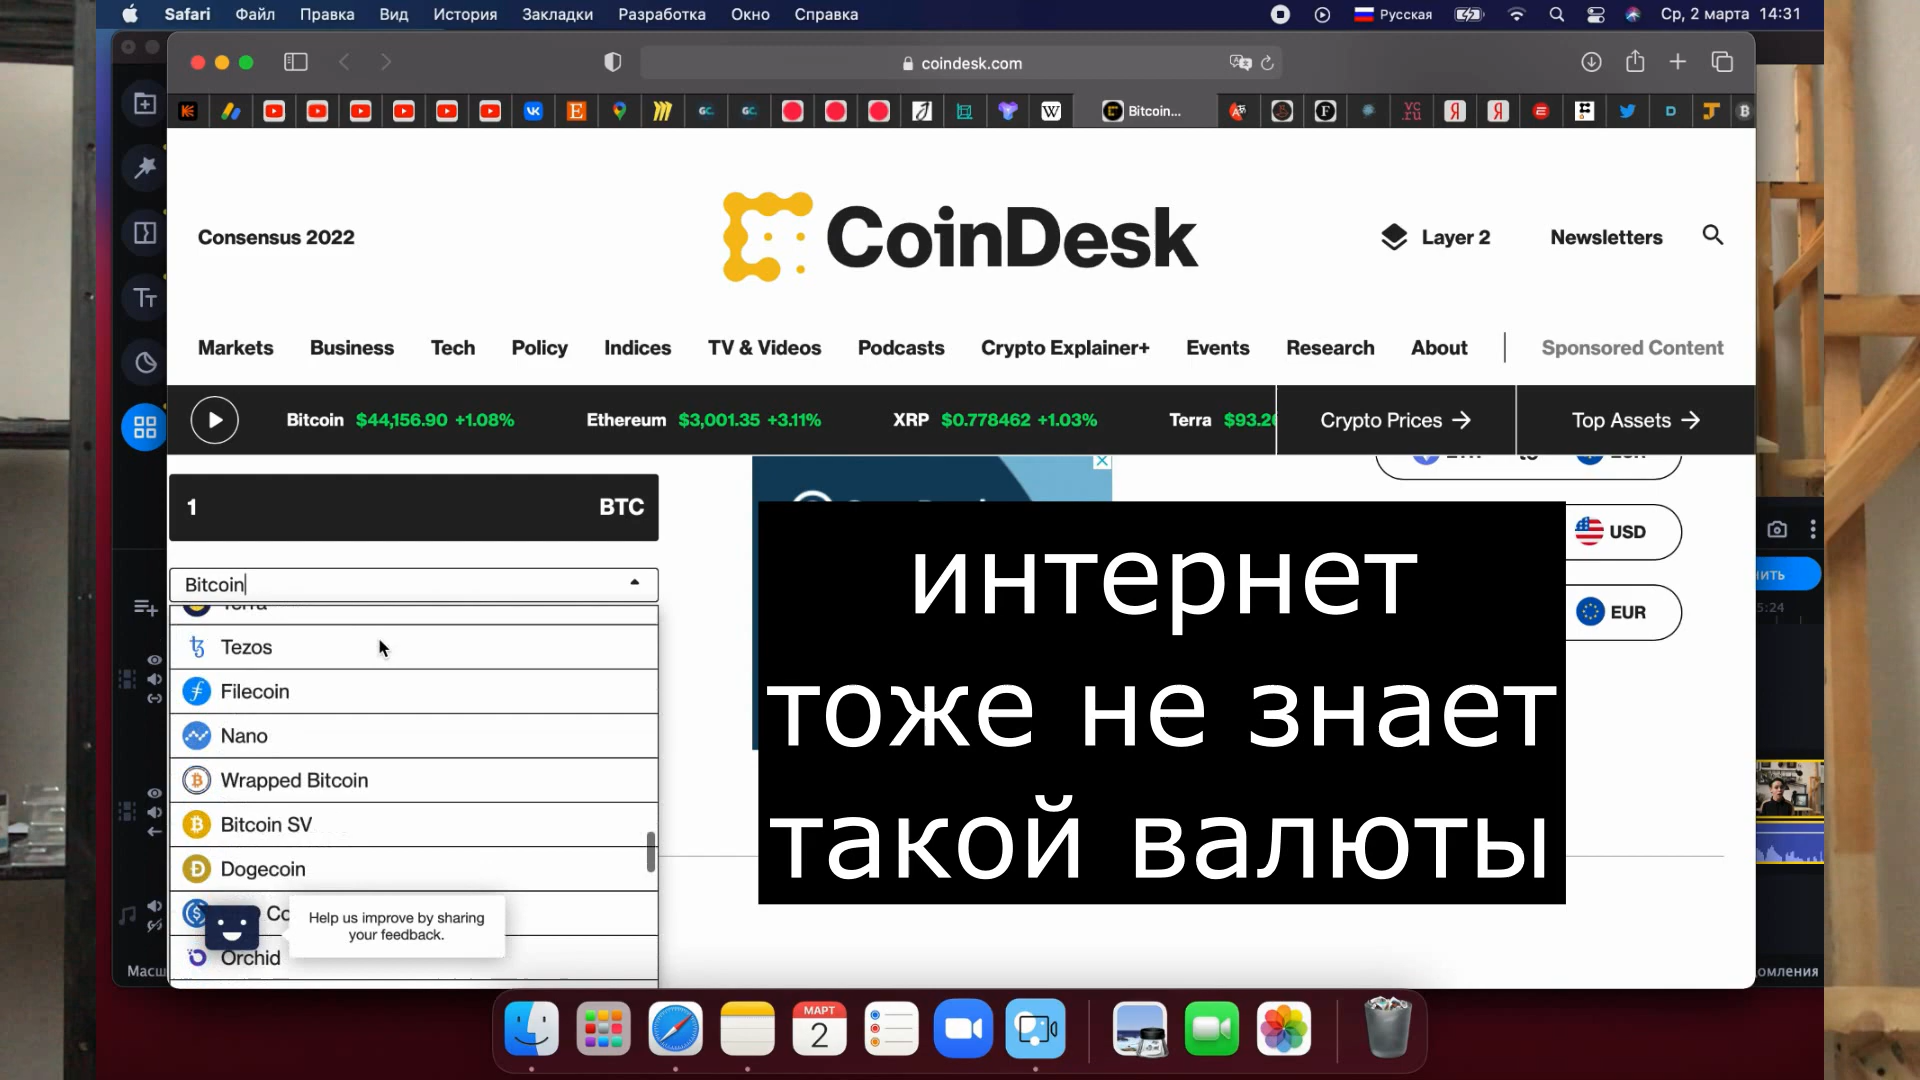 Safari Файл Правка Вид История Закладки Разработка Окно Справка Русская Ср, 2 марта 14:31
coindesk.com
Bitcoin...
Consensus 2022
CoinDesk
Layer 2
Newsletters
Markets Business Tech Policy Indices TV & Videos Podcasts Crypto Explainer+ Events Research About Sponsored Content
Bitcoin $44,156.90 +1.08% Ethereum $3,001.35 +3.11% XRP $0.778462 +1.03% Terra $93.2
Crypto Prices → Top Assets →
1 BTC
USD
Bitcoin
EUR
интернет
тоже не знает
такой валюты
Terra
Tezos
Filecoin
Nano
Wrapped Bitcoin
Bitcoin SV
Dogecoin
Help us improve by sharing
your feedback.
Orchid
МАРТ
2